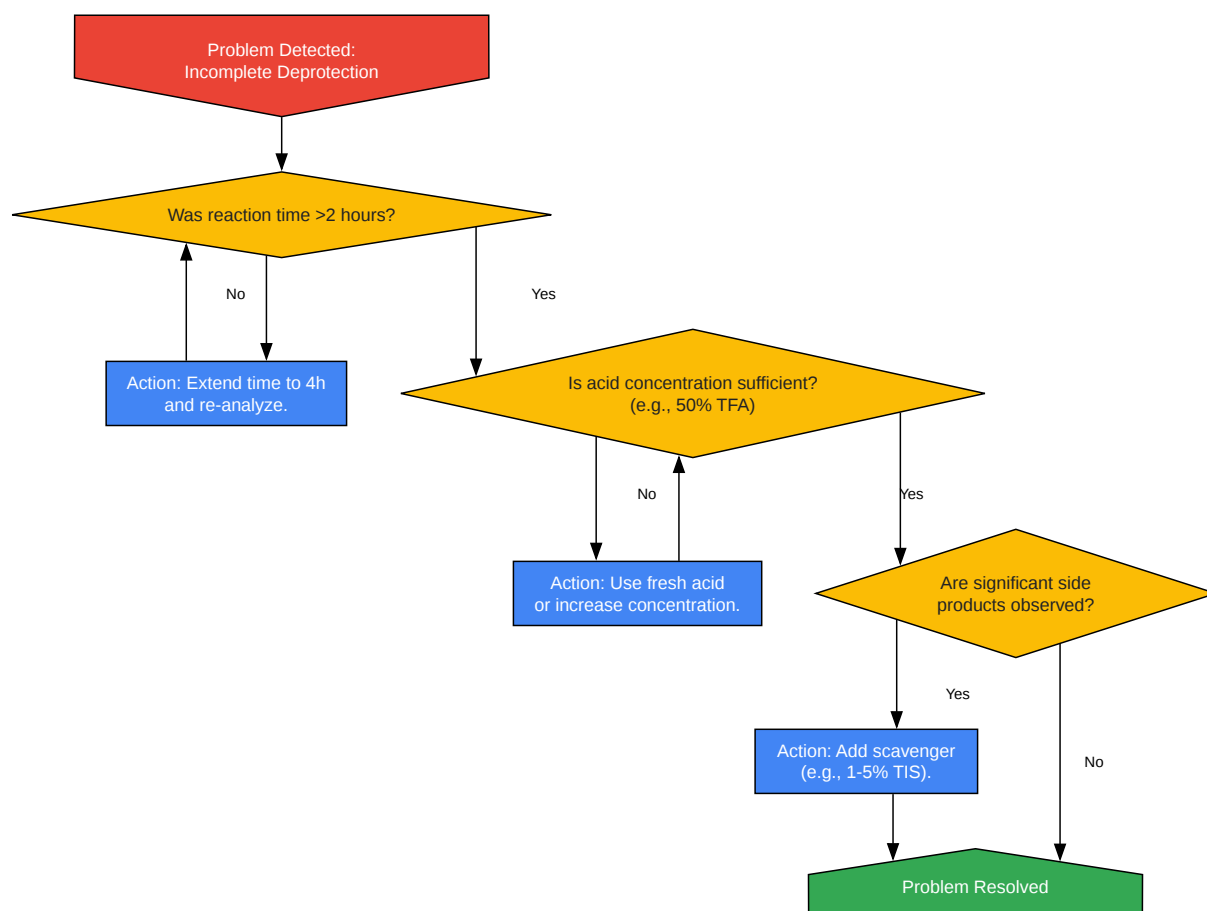 Problem Detected:
Incomplete Deprotection
Was reaction time >2 hours?
No
Yes
Action: Extend time to 4h
and re-analyze.
Is acid concentration sufficient?
(e.g., 50% TFA)
No
Yes
Action: Use fresh acid
or increase concentration.
Are significant side
products observed?
Yes
No
Action: Add scavenger
(e.g., 1-5% TIS).
Problem Resolved